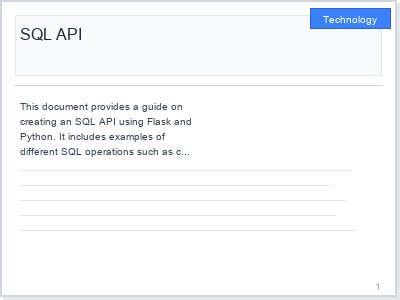 Technology
SQL API
This document provides a guide on
creating an SQL API using Flask and
Python. It includes examples of
different SQL operations such as c...
1